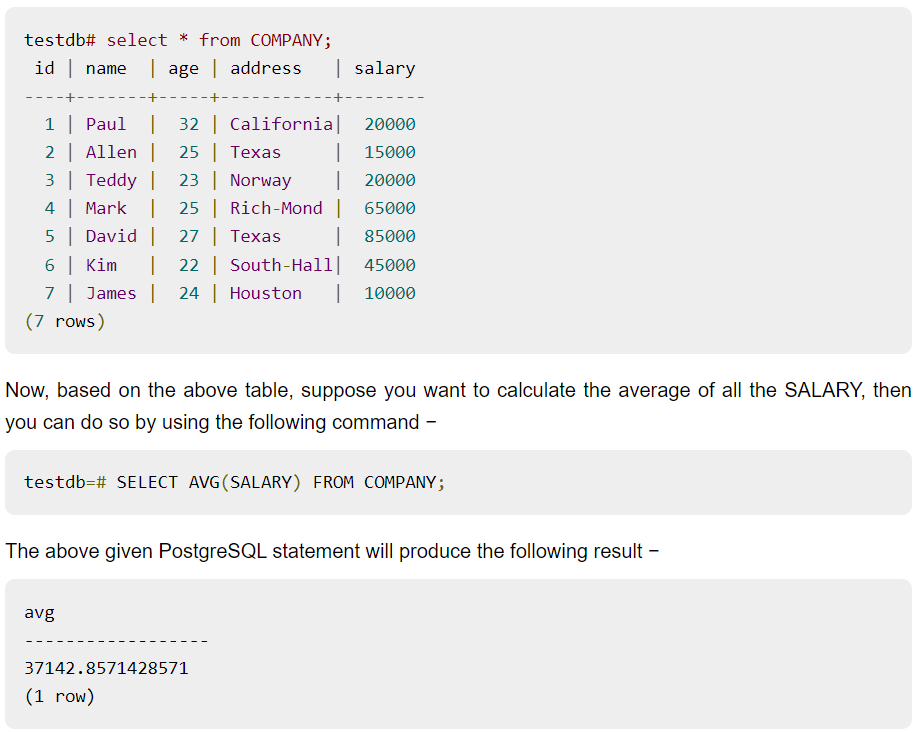 testdb# select * from COMPANY;
 id | name  | age | address   | salary
----+-------+-----+-----------+--------
  1 | Paul  |  32 | California|  20000
  2 | Allen |  25 | Texas     |  15000
  3 | Teddy |  23 | Norway    |  20000
  4 | Mark  |  25 | Rich-Mond |  65000
  5 | David |  27 | Texas     |  85000
  6 | Kim   |  22 | South-Hall|  45000
  7 | James |  24 | Houston   |  10000
(7 rows)
Now, based on the above table, suppose you want to calculate the average of all the SALARY, then
you can do so by using the following command −
testdb=# SELECT AVG(SALARY) FROM COMPANY;
The above given PostgreSQL statement will produce the following result −
avg
------------------
37142.8571428571
(1 row)